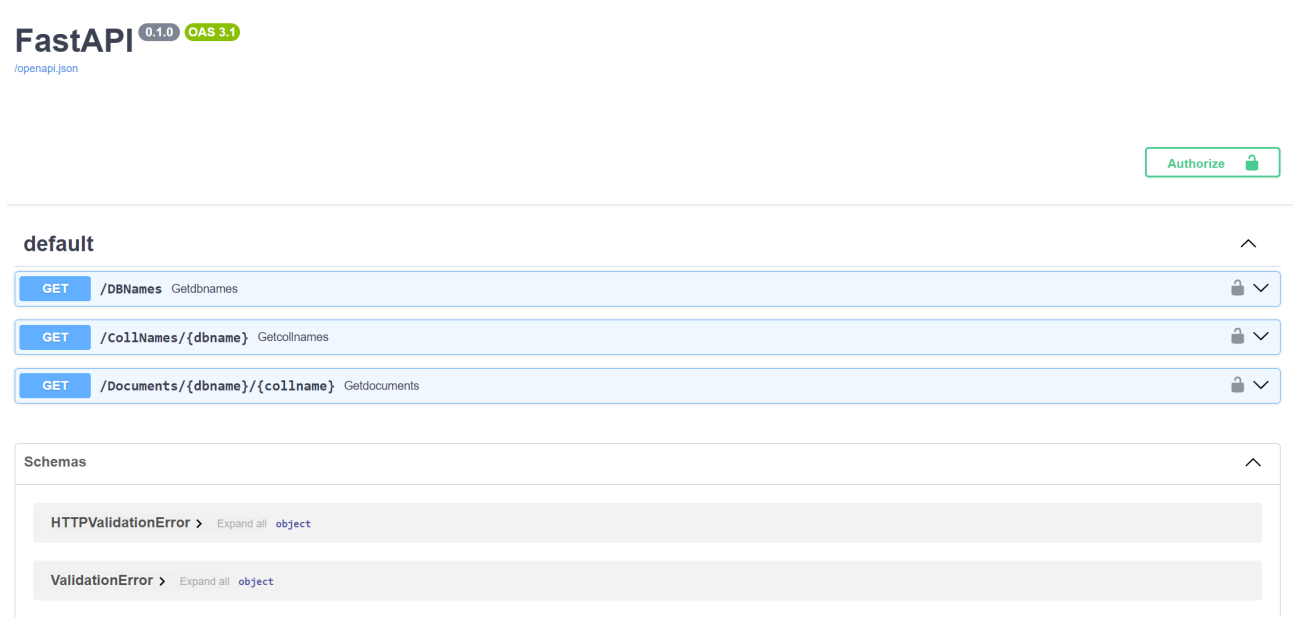 FastAPI 0.1.0 OAS 3.1
/openapi.json
Authorize
default
GET /DBNames Getdbnames
GET /CollNames/{dbname} Getcollnames
GET /Documents/{dbname}/{collname} Getdocuments
Schemas
HTTPValidationError Expand all object
ValidationError Expand all object